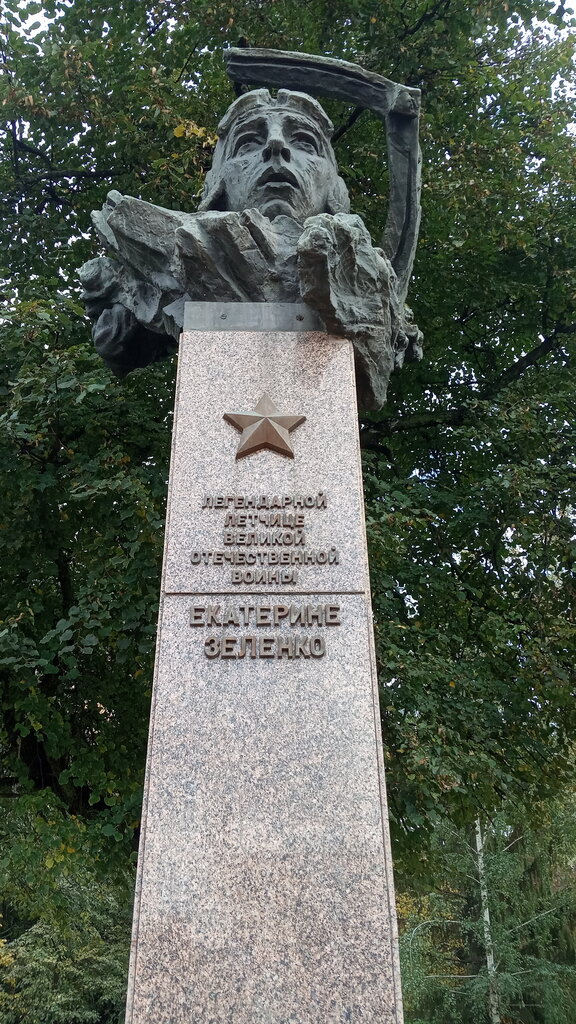 ЛЕГЕНДАРНОЙ
ЛЕТЧИЦЕ
ВЕЛИКОЙ
ОТЕЧЕСТВЕННОЙ
ВОЙНЫ
ЕКАТЕРИНЕ
ЗЕЛЕНКО